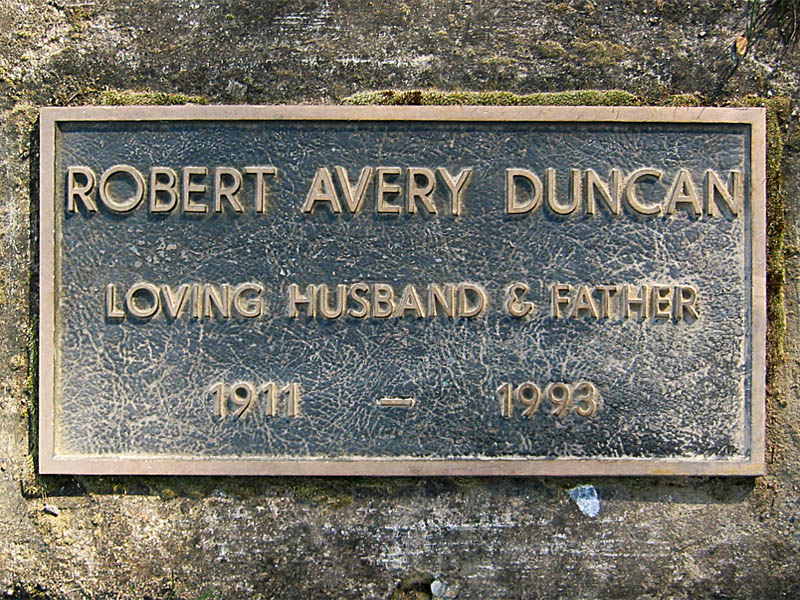 ROBERT AVERY DUNCAN
LOVING HUSBAND & FATHER
1911 – 1993